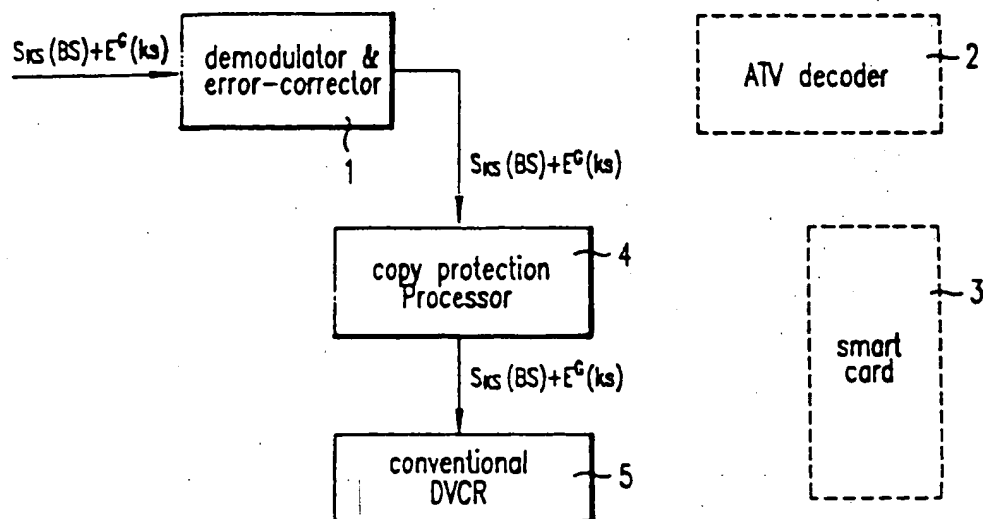 S_KS (BS)+E^G(ks)
demodulator &
error-corrector
1
ATV decoder
2
S_KS (BS)+E^G(ks)
copy protection
Processor
4
smart
card
3
S_KS (BS)+E^G(ks)
conventional
DVCR
5